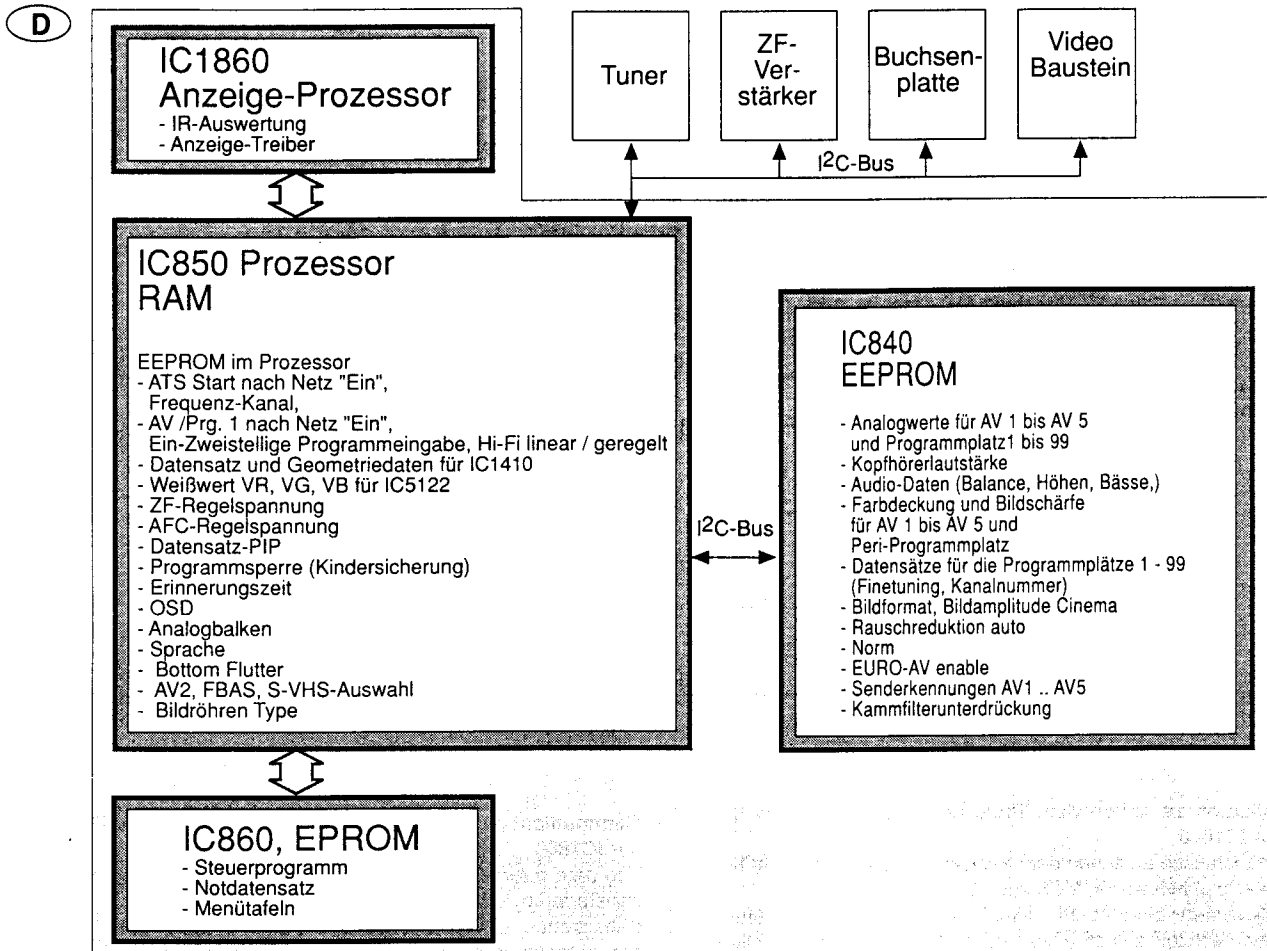 D
IC1860
Anzeige-Prozessor
- IR-Auswertung
- Anzeige-Treiber
Tuner
ZF-
Ver-
stärker
Buchsen-
platte
Video
Baustein
I²C-Bus
IC850 Prozessor
RAM
EEPROM im Prozessor
- ATS Start nach Netz "Ein",
Frequenz-Kanal,
- AV /Prg. 1 nach Netz "Ein",
Ein-Zweistellige Programmeingabe, Hi-Fi linear / geregelt
- Datensatz und Geometriedaten für IC1410
- Weißwert VR, VG, VB für IC5122
- ZF-Regelspannung
- AFC-Regelspannung
- Datensatz-PIP
- Programmsperre (Kindersicherung)
- Erinnerungszeit
- OSD
- Analogbalken
- Sprache
- Bottom Flutter
- AV2, FBAS, S-VHS-Auswahl
- Bildröhren Type
I²C-Bus
IC840
EEPROM
- Analogwerte für AV 1 bis AV 5
und Programmplatz1 bis 99
- Kopfhörerlautstärke
- Audio-Daten (Balance, Höhen, Bässe,)
- Farbdeckung und Bildschärfe
für AV 1 bis AV 5 und
Peri-Programmplatz
- Datensätze für die Programmplätze 1 - 99
(Finetuning, Kanalnummer)
- Bildformat, Bildamplitude Cinema
- Rauschreduktion auto
- Norm
- EURO-AV enable
- Senderkennungen AV1 .. AV5
- Kammfilterunterdrückung
IC860, EPROM
- Steuerprogramm
- Notdatensatz
- Menütafeln